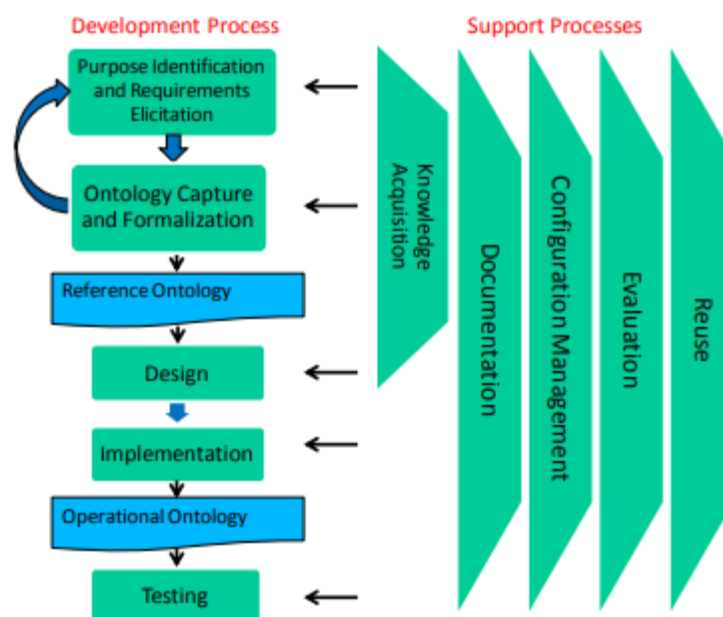 Development Process
Support Processes
Purpose Identification
and Requirements
Elicitation
Ontology Capture
and Formalization
Reference Ontology
Design
Implementation
Operational Ontology
Testing
Knowledge
Acquisition
Documentation
Configuration Management
Evaluation
Reuse